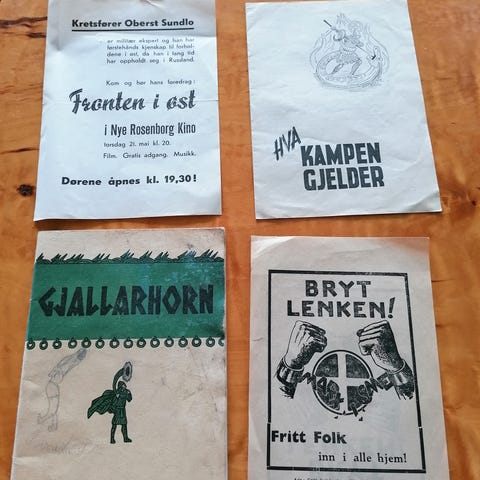 Kretsfører Oberst Sundlo
er militær ekspert og han har
førstehånds kjenskap til forhol-
dene i øst, da han i lang tid
har oppholdt seg i Russland.
Kom og hør hans foredrag:
Fronten i øst
i Nye Rosenborg Kino
torsdag 21. mai kl. 20.
Film. Gratis adgang. Musikk.
Dørene åpnes kl. 19,30!
HVA
KAMPEN
GJELDER
GJALLARHORN
BRYT
LENKEN!
Fritt Folk
inn i alle hjem!